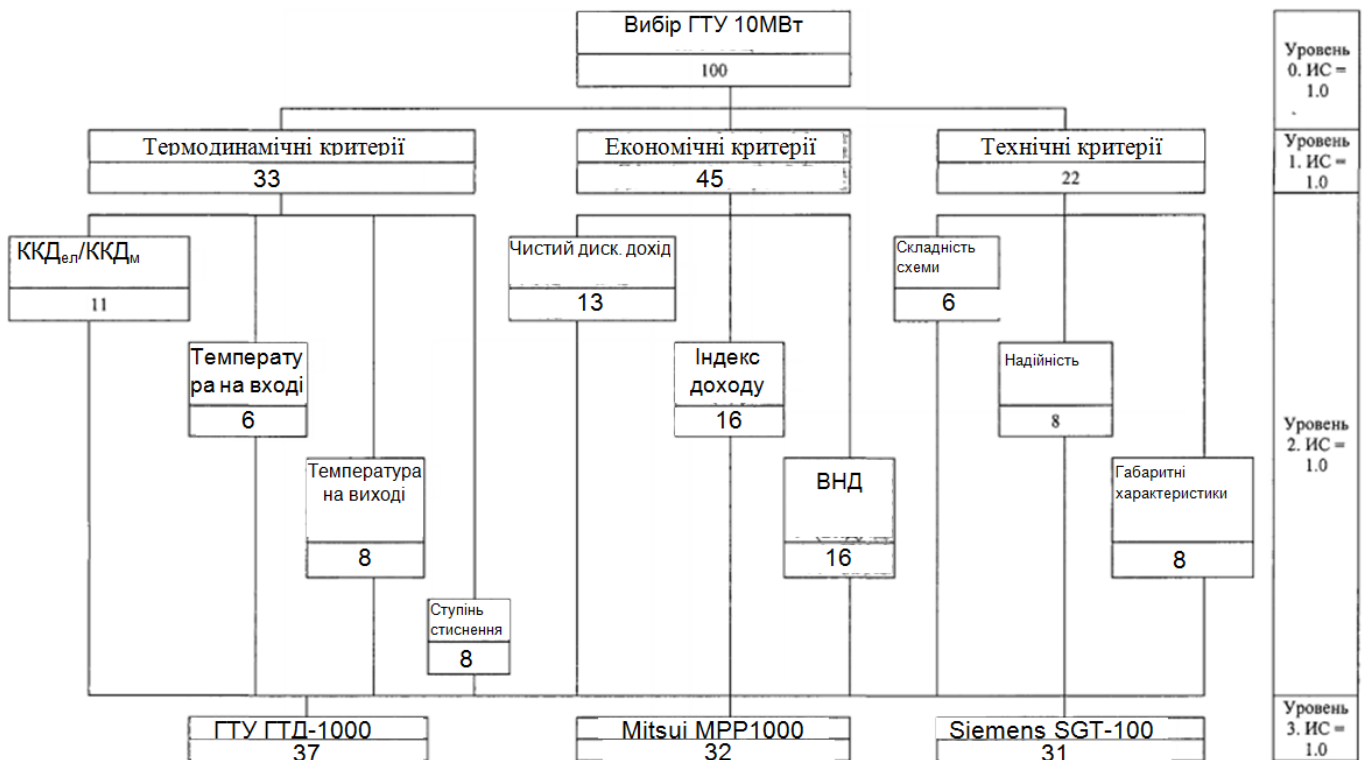 Вибір ГТУ 10МВт
100
Уровень
0. ИС =
1.0
Термодинамічні критерії
33
Економічні критерії
45
Технічні критерії
22
Уровень
1. ИС =
1.0
ККДел/ККДм
11
Температу
ра на вході
6
Температура
на виході
8
Ступінь
стиснення
8
Чистий диск. дохід
13
Індекс
доходу
16
ВНД
16
Складність
схеми
6
Надійність
8
Габаритні
характеристики
8
Уровень
2. ИС =
1.0
ГТУ ГТД-1000
37
Mitsui MPP1000
32
Siemens SGT-100
31
Уровень
3. ИС =
1.0